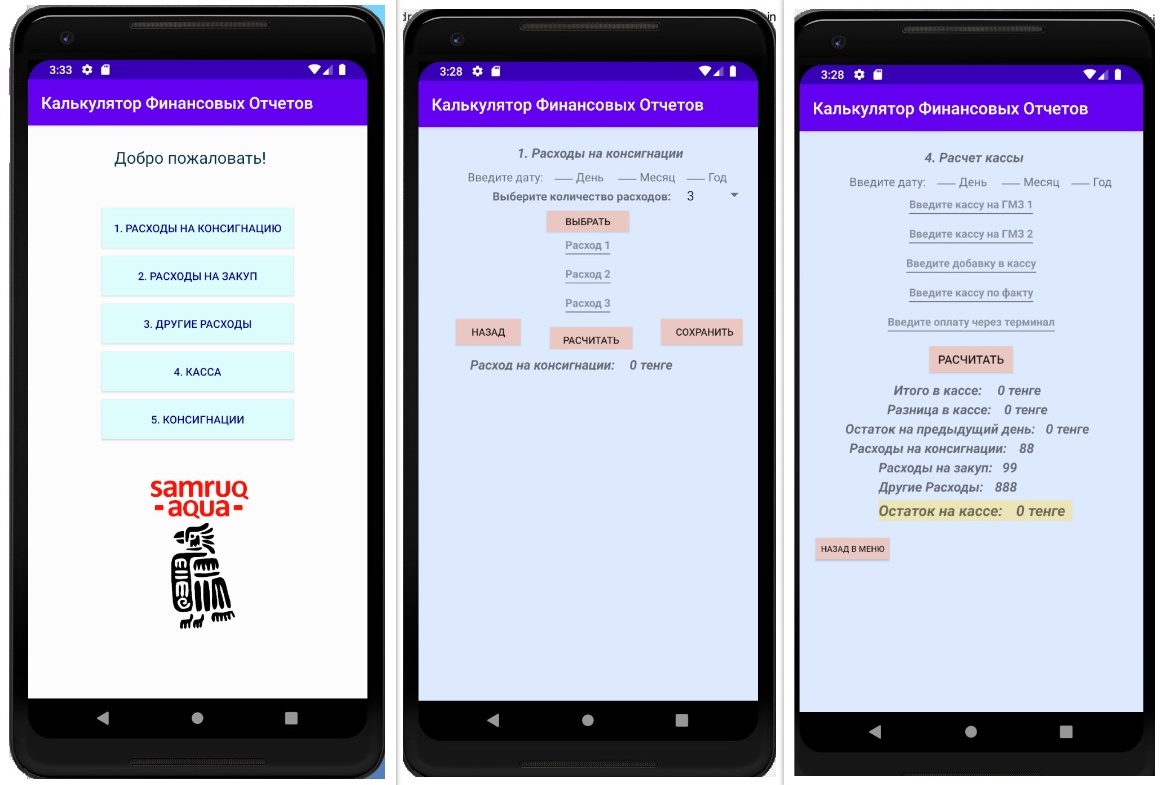 3:33
Калькулятор Финансовых Отчетов
Добро пожаловать!
1. РАСХОДЫ НА КОНСИГНАЦИЮ
2. РАСХОДЫ НА ЗАКУП
3. ДРУГИЕ РАСХОДЫ
4. КАССА
5. КОНСИГНАЦИИ
samruq
-aqua-
3:28
Калькулятор Финансовых Отчетов
1. Расходы на консигнации
Введите дату: День Месяц Год
Выберите количество расходов: 3
ВЫБРАТЬ
Расход 1
Расход 2
Расход 3
НАЗАД РАСЧИТАТЬ СОХРАНИТЬ
Расход на консигнации: 0 тенге
3:28
Калькулятор Финансовых Отчетов
4. Расчет кассы
Введите дату: День Месяц Год
Введите кассу на ГМЗ 1
Введите кассу на ГМЗ 2
Введите добавку в кассу
Введите кассу по факту
Введите оплату через терминал
РАСЧИТАТЬ
Итого в кассе: 0 тенге
Разница в кассе: 0 тенге
Остаток на предыдущий день: 0 тенге
Расходы на консигнации: 88
Расходы на закуп: 99
Другие Расходы: 888
Остаток на кассе: 0 тенге
НАЗАД В МЕНЮ